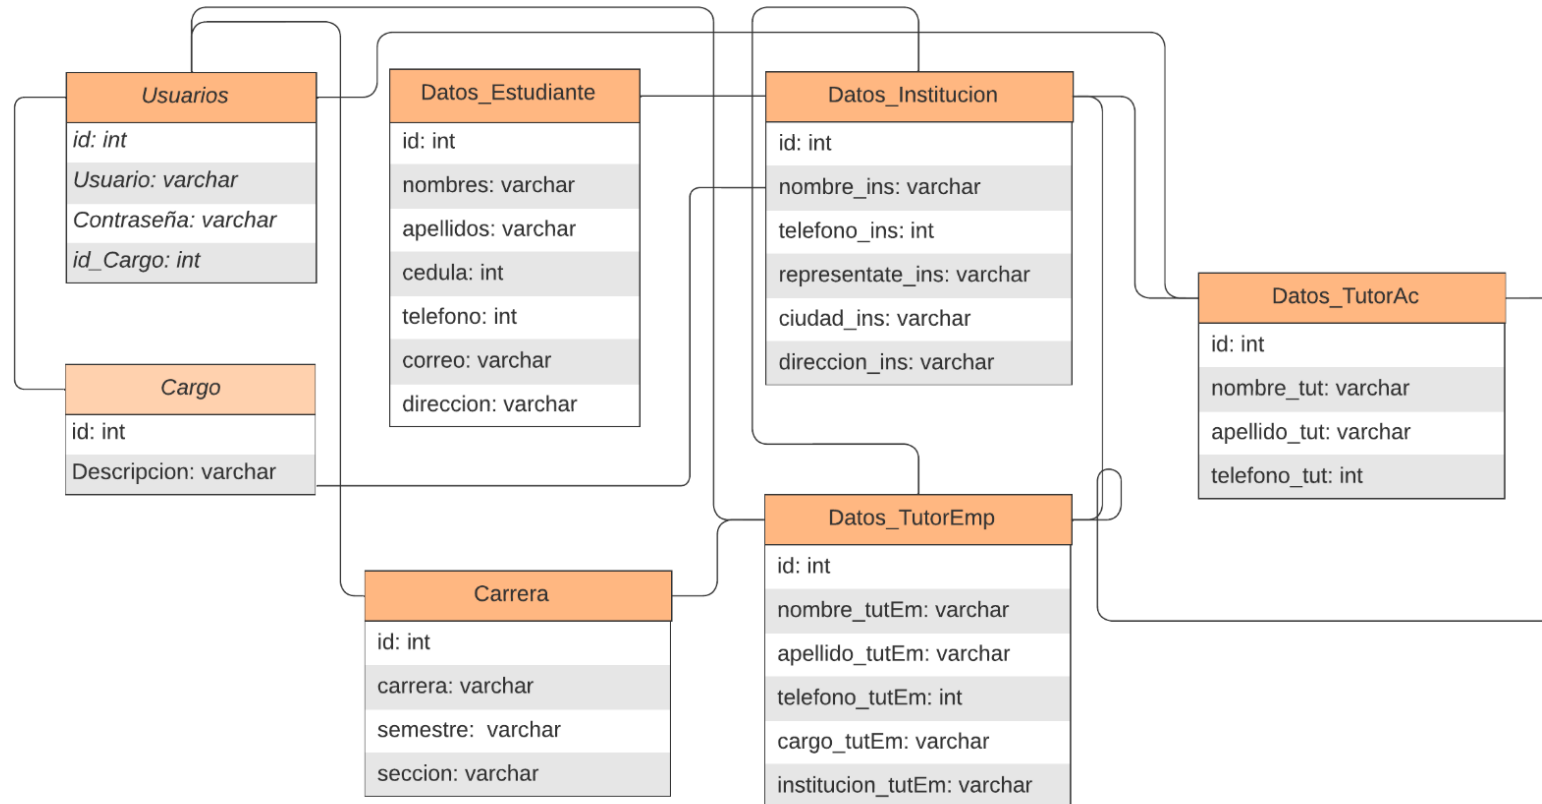 Usuarios
id: int
Usuario: varchar
Contraseña: varchar
id_Cargo: int
Datos_Estudiante
id: int
nombres: varchar
apellidos: varchar
cedula: int
telefono: int
correo: varchar
direccion: varchar
Datos_Institucion
id: int
nombre_ins: varchar
telefono_ins: int
representate_ins: varchar
ciudad_ins: varchar
direccion_ins: varchar
Datos_TutorAc
id: int
nombre_tut: varchar
apellido_tut: varchar
telefono_tut: int
Cargo
id: int
Descripcion: varchar
Datos_TutorEmp
id: int
nombre_tutEm: varchar
apellido_tutEm: varchar
telefono_tutEm: int
cargo_tutEm: varchar
institucion_tutEm: varchar
Carrera
id: int
carrera: varchar
semestre:  varchar
seccion: varchar